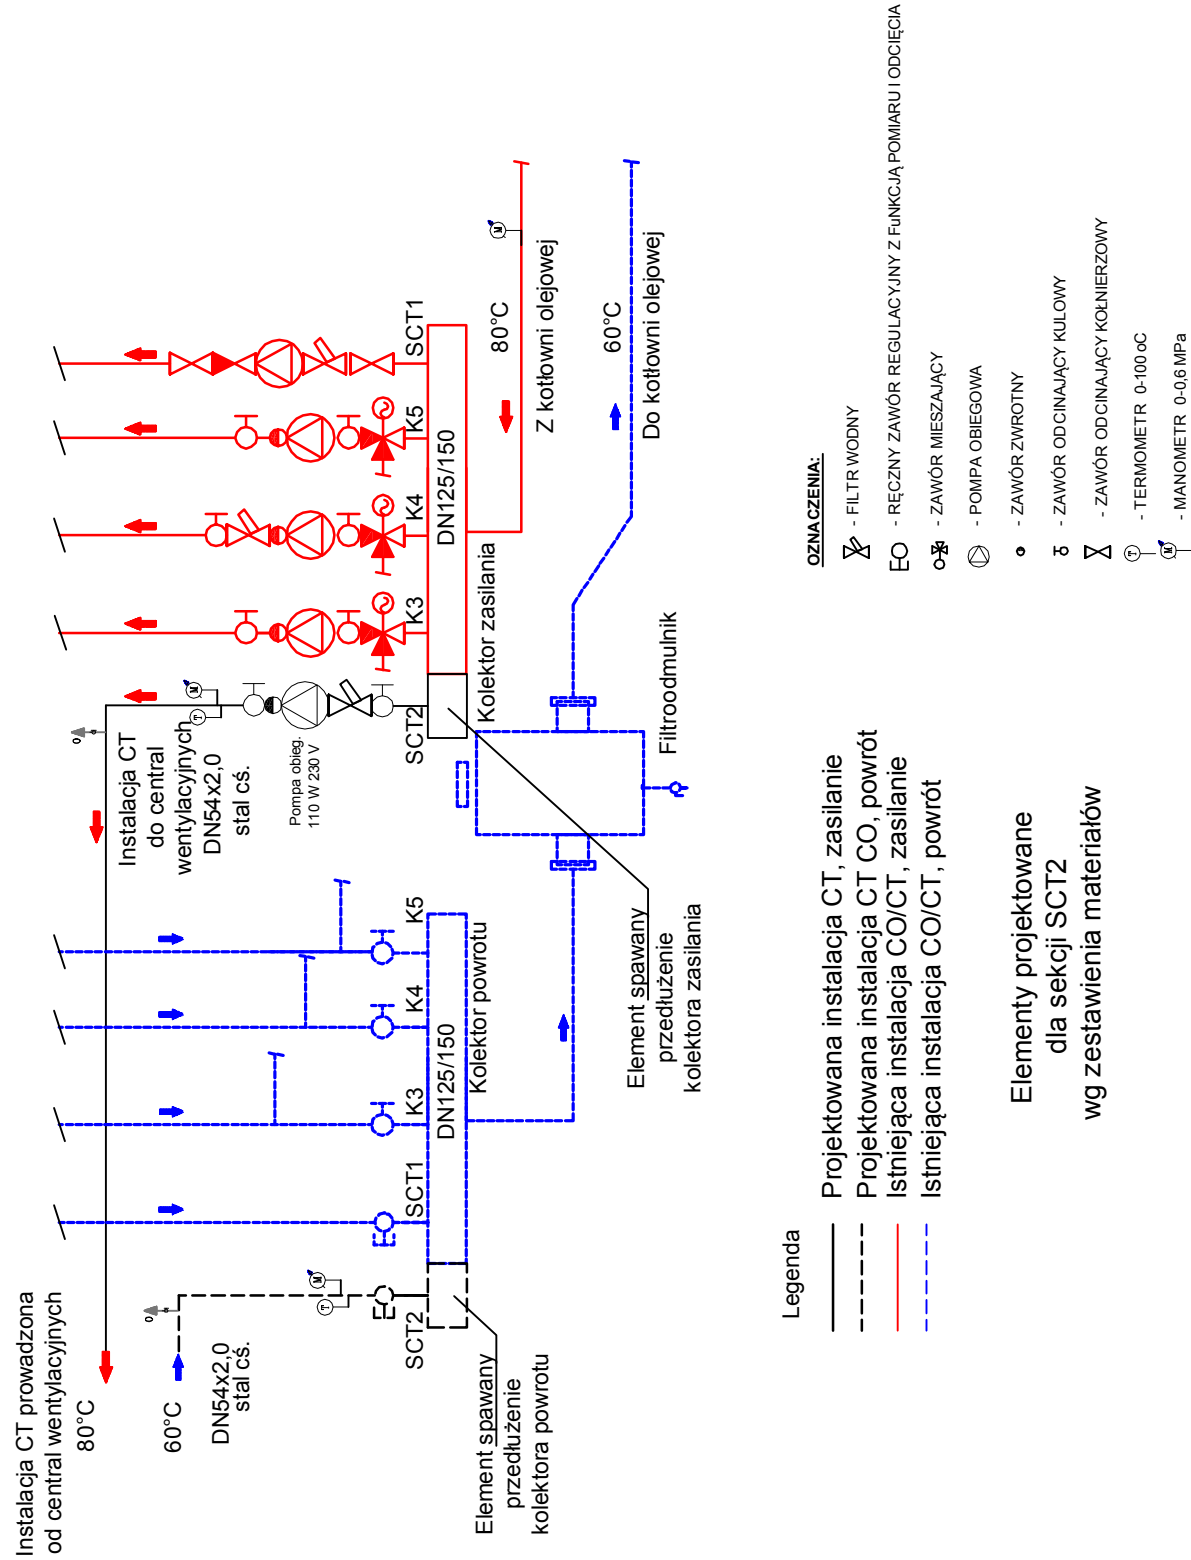 Instalacja CT prowadzona
od central wentylacyjnych
80°C
60°C
DN54x2,0
stal cś.
Instalacja CT
do central
wentylacyjnych
DN54x2,0
stal cś.
Pompa obieg.
110 W 230 V
T
M
T
M
M
SCT2
SCT1
K3
K4
K5
DN125/150
Kolektor powrotu
SCT2
K3
K4
K5
SCT1
DN125/150
Kolektor zasilania
80°C
Z kotłowni olejowej
60°C
Do kotłowni olejowej
Filtroodmulnik
Element spawany
przedłużenie
kolektora powrotu
Element spawany
przedłużenie
kolektora zasilania
Legenda
Projektowana instalacja CT, zasilanie
Projektowana instalacja CT CO, powrót
Istniejąca instalacja CO/CT, zasilanie
Istniejąca instalacja CO/CT, powrót
Elementy projektowane
dla sekcji SCT2
wg zestawienia materiałów
OZNACZENIA:
- FILTR WODNY
- RĘCZNY ZAWÓR REGULACYJNY Z FuNKCJĄ POMIARU I ODCIĘCIA
- ZAWÓR MIESZAJĄCY
- POMPA OBIEGOWA
- ZAWÓR ZWROTNY
- ZAWÓR ODCINAJĄCY KULOWY
- ZAWÓR ODCINAJĄCY KOŁNIERZOWY
T - TERMOMETR 0-100 oC
M - MANOMETR 0-0,6 MPa